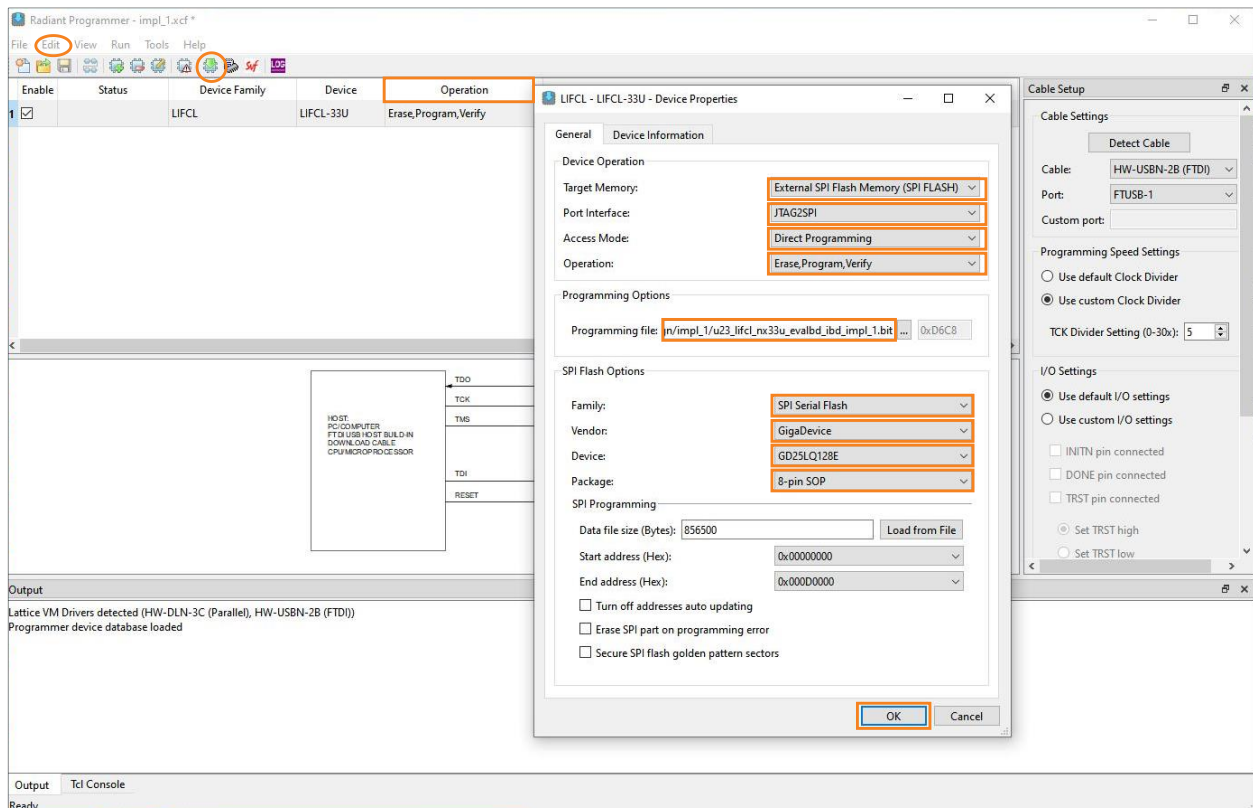 Radiant Programmer - impl_1.xcf *
File Edit View Run Tools Help
LOG
Enable Status Device Family Device Operation
1 LIFCL LIFCL-33U Erase,Program,Verify
TDO
TCK
HOST:
PC/COMPUTER
FTDI USB HOST BUILD-IN
DOWNLOAD CABLE
CPU/MICROPROCESSOR
TMS
TDI
RESET
LIFCL - LIFCL-33U - Device Properties
General Device Information
Device Operation
Target Memory: External SPI Flash Memory (SPI FLASH)
Port Interface: JTAG2SPI
Access Mode: Direct Programming
Operation: Erase,Program,Verify
Programming Options
Programming file: /impl_1/u23_lifcl_nx33u_evalbd_ibd_impl_1.bit ... 0xD6C8
SPI Flash Options
Family: SPI Serial Flash
Vendor: GigaDevice
Device: GD25LQ128E
Package: 8-pin SOP
SPI Programming
Data file size (Bytes): 856500 Load from File
Start address (Hex): 0x00000000
End address (Hex): 0x000D0000
Turn off addresses auto updating
Erase SPI part on programming error
Secure SPI flash golden pattern sectors
OK Cancel
Cable Setup
Cable Settings
Detect Cable
Cable: HW-USBN-2B (FTDI)
Port: FTUSB-1
Custom port:
Programming Speed Settings
Use default Clock Divider
Use custom Clock Divider
TCK Divider Setting (0-30x): 5
I/O Settings
Use default I/O settings
Use custom I/O settings
INITN pin connected
DONE pin connected
TRST pin connected
Set TRST high
Set TRST low
Output
Lattice VM Drivers detected (HW-DLN-3C (Parallel), HW-USBN-2B (FTDI))
Programmer device database loaded
Output Tcl Console
Ready